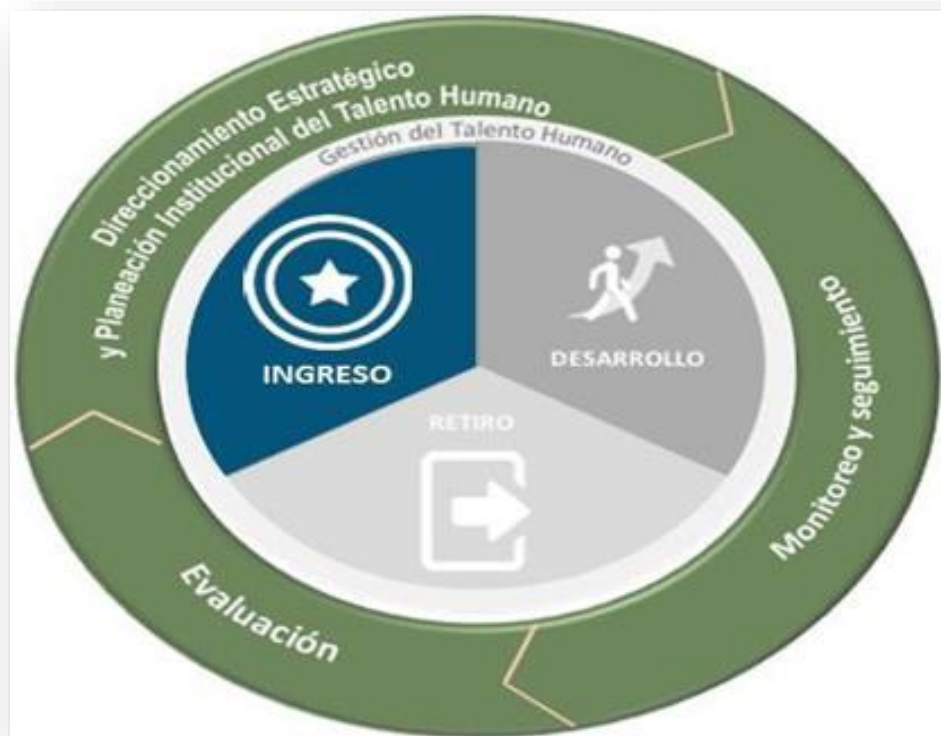 Direccionamiento Estratégico
y Planeación Institucional del Talento Humano
Gestión del Talento Humano
INGRESO
DESARROLLO
RETIRO
Monitoreo y seguimiento
Evaluación